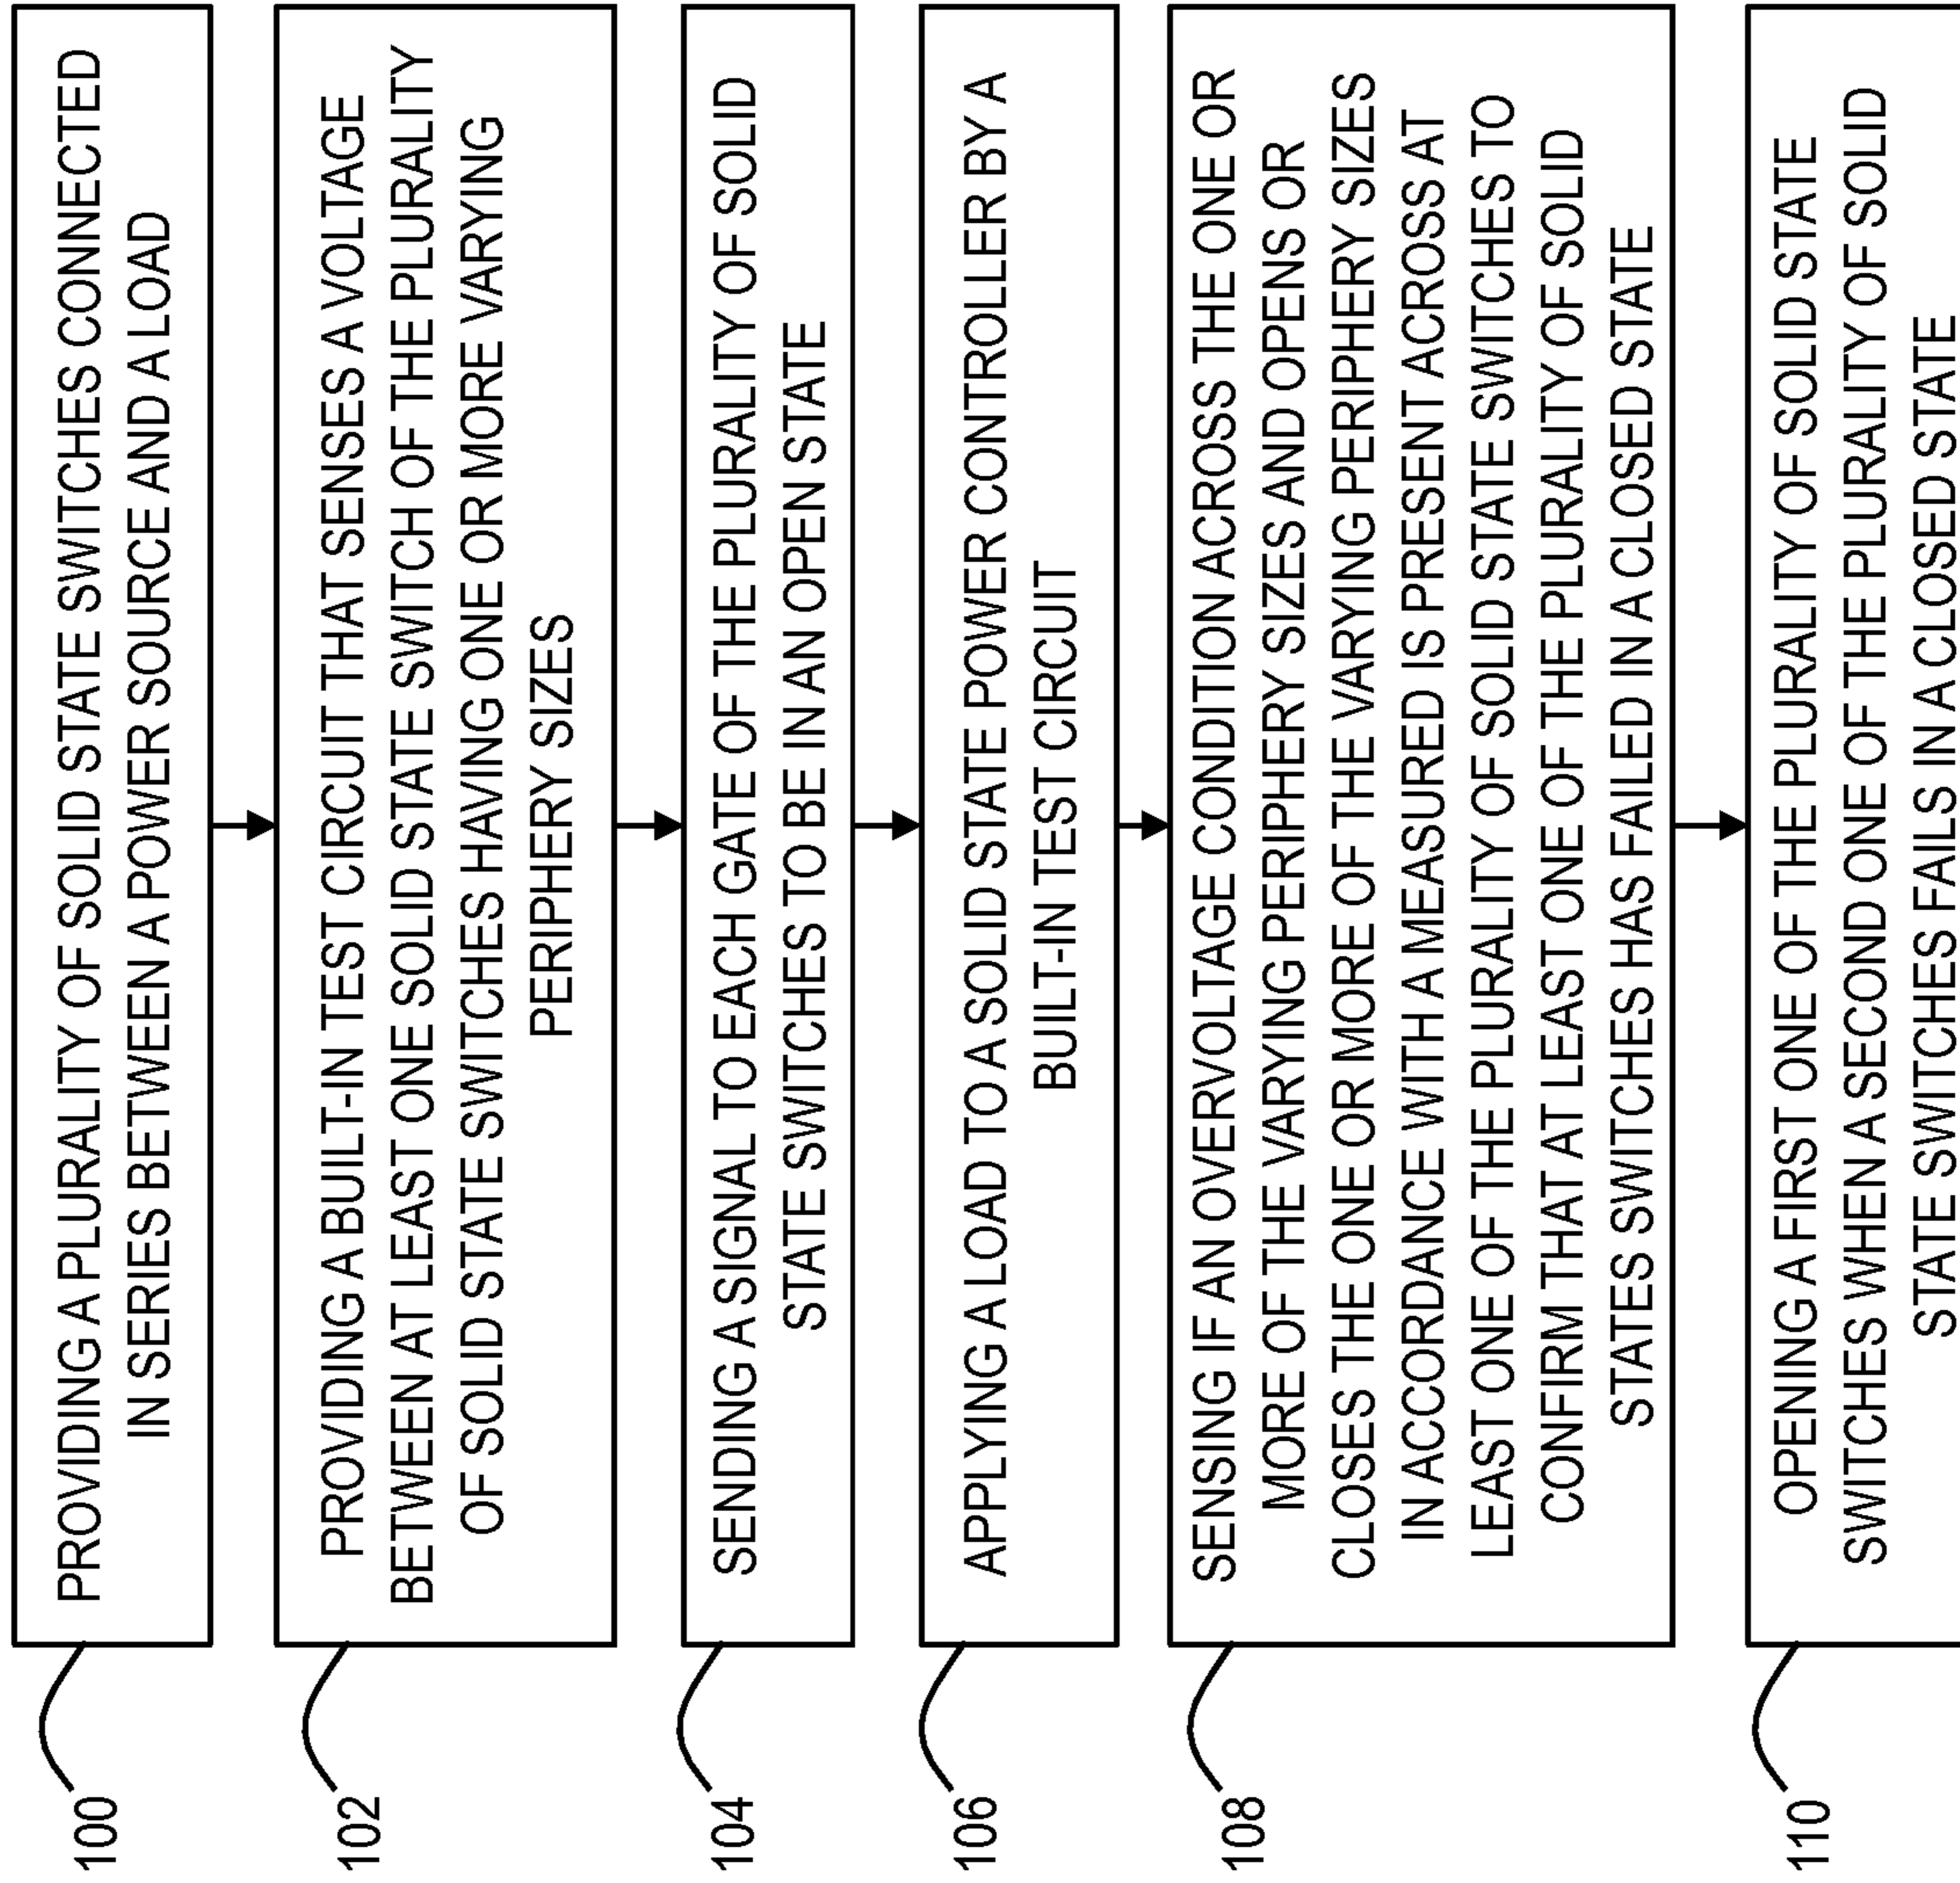 100
PROVIDING A PLURALITY OF SOLID STATE SWITCHES CONNECTED
IN SERIES BETWEEN A POWER SOURCE AND A LOAD
102
PROVIDING A BUILT-IN TEST CIRCUIT THAT SENSES A VOLTAGE
BETWEEN AT LEAST ONE SOLID STATE SWITCH OF THE PLURALITY
OF SOLID STATE SWITCHES HAVING ONE OR MORE VARYING
PERIPHERY SIZES
104
SENDING A SIGNAL TO EACH GATE OF THE PLURALITY OF SOLID
STATE SWITCHES TO BE IN AN OPEN STATE
106
APPLYING A LOAD TO A SOLID STATE POWER CONTROLLER BY A
BUILT-IN TEST CIRCUIT
108
SENSING IF AN OVERVOLTAGE CONDITION ACROSS THE ONE OR
MORE OF THE VARYING PERIPHERY SIZES AND OPENS OR
CLOSES THE ONE OR MORE OF THE VARYING PERIPHERY SIZES
IN ACCORDANCE WITH A MEASURED IS PRESENT ACROSS AT
LEAST ONE OF THE PLURALITY OF SOLID STATE SWITCHES TO
CONFIRM THAT AT LEAST ONE OF THE PLURALITY OF SOLID
STATES SWITCHES HAS FAILED IN A CLOSED STATE
110
OPENING A FIRST ONE OF THE PLURALITY OF SOLID STATE
SWITCHES WHEN A SECOND ONE OF THE PLURALITY OF SOLID
STATE SWITCHES FAILS IN A CLOSED STATE